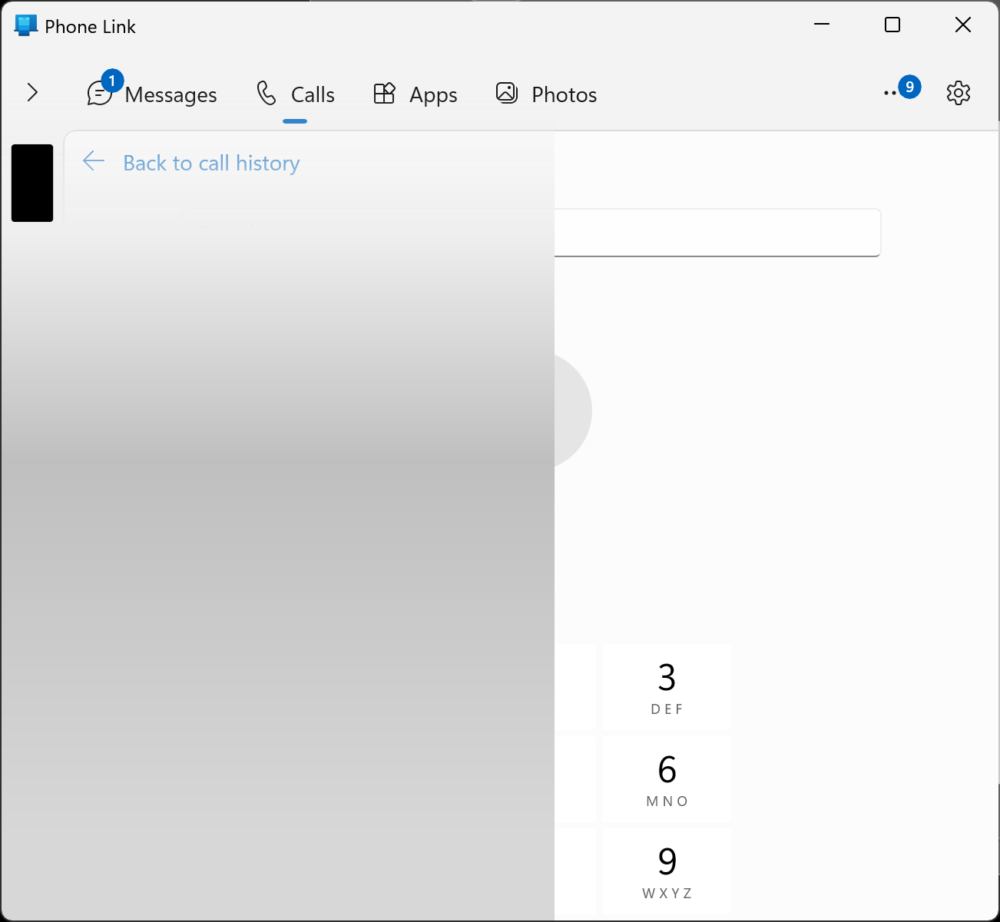 Phone Link
1 Messages Calls Apps Photos 9
Back to call history
3
DEF
6
MNO
9
WXYZ